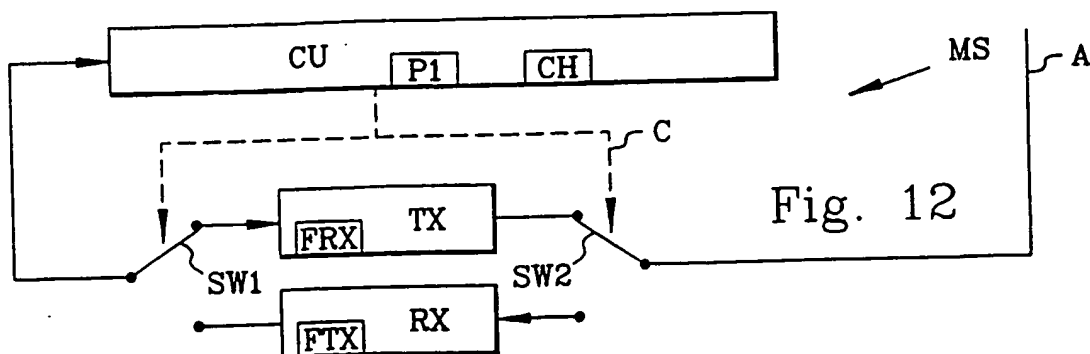 CU P1 CH
MS
A
C
Fig. 12
TX
FRX
SW1
SW2
RX
FTX